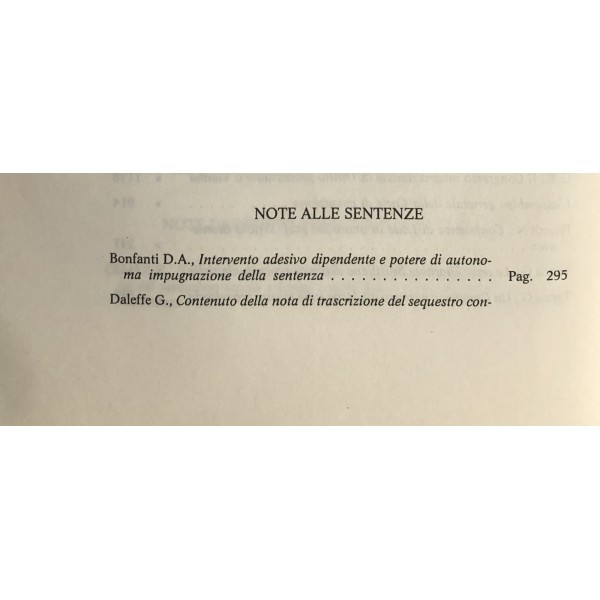 NOTE ALLE SENTENZE
Bonfanti D.A., Intervento adesivo dipendente e potere di autono-
ma impugnazione della sentenza . . . . . . . . . . . . . . . . Pag. 295
Daleffe G., Contenuto della nota di trascrizione del sequestro con-